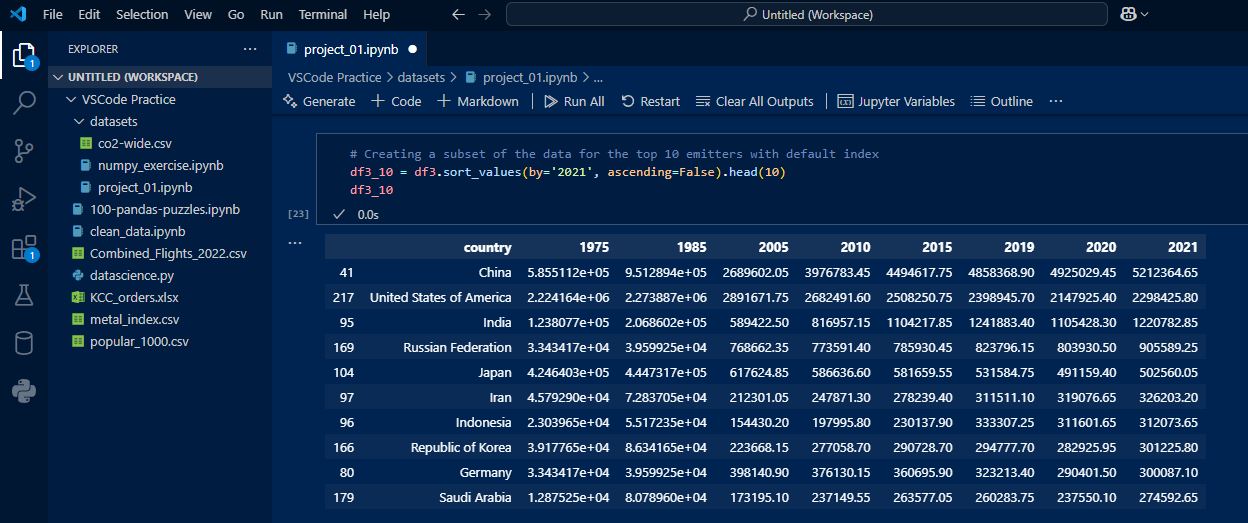 File Edit Selection View Go Run Terminal Help Untitled (Workspace)
EXPLORER
UNTITLED (WORKSPACE)
VSCode Practice
datasets
co2-wide.csv
numpy_exercise.ipynb
project_01.ipynb
100-pandas-puzzles.ipynb
clean_data.ipynb
Combined_Flights_2022.csv
datascience.py
KCC_orders.xlsx
metal_index.csv
popular_1000.csv
1
1
project_01.ipynb
VSCode Practice > datasets > project_01.ipynb > ...
Generate + Code + Markdown Run All Restart Clear All Outputs Jupyter Variables Outline ...
# Creating a subset of the data for the top 10 emitters with default index
df3_10 = df3.sort_values(by='2021', ascending=False).head(10)
df3_10
[23] 0.0s
country 1975 1985 2005 2010 2015 2019 2020 2021
41 China 5.855112e+05 9.512894e+05 2689602.05 3976783.45 4494617.75 4858368.90 4925029.45 5212364.65
217 United States of America 2.224164e+06 2.273887e+06 2891671.75 2682491.60 2508250.75 2398945.70 2147925.40 2298425.80
95 India 1.238077e+05 2.068602e+05 589422.50 816957.15 1104217.85 1241883.40 1105428.30 1220782.85
169 Russian Federation 3.343417e+04 3.959925e+04 768662.35 773591.40 785930.45 823796.15 803930.50 905589.25
104 Japan 4.246403e+05 4.447317e+05 617624.85 586636.60 581659.55 531584.75 491159.40 502560.05
97 Iran 4.579290e+04 7.283705e+04 212301.05 247871.30 278239.40 311511.10 319076.65 326203.20
96 Indonesia 2.303965e+04 5.517235e+04 154430.20 197995.80 230137.90 333307.25 311601.65 312073.65
166 Republic of Korea 3.917765e+04 8.634165e+04 223668.15 277058.70 290728.70 294777.70 282925.95 301225.80
80 Germany 3.343417e+04 3.959925e+04 398140.90 376130.15 360695.90 323213.40 290401.50 300087.10
179 Saudi Arabia 1.287525e+04 8.078960e+04 173195.10 237149.55 263577.05 260283.75 237550.10 274592.65